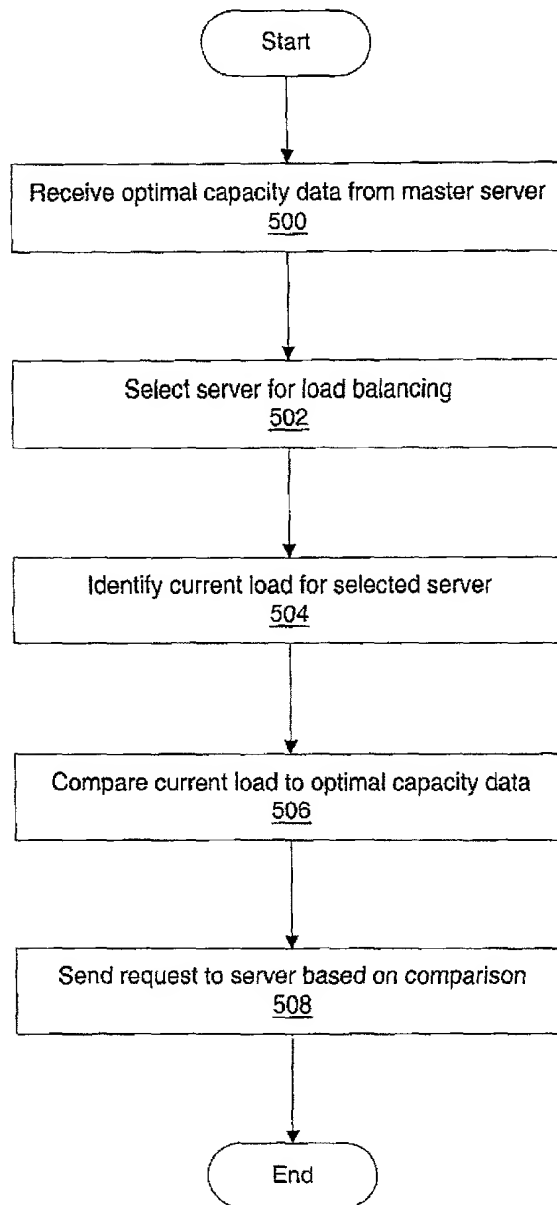 Start
Receive optimal capacity data from master server
500
Select server for load balancing
502
Identify current load for selected server
504
Compare current load to optimal capacity data
506
Send request to server based on comparison
508
End